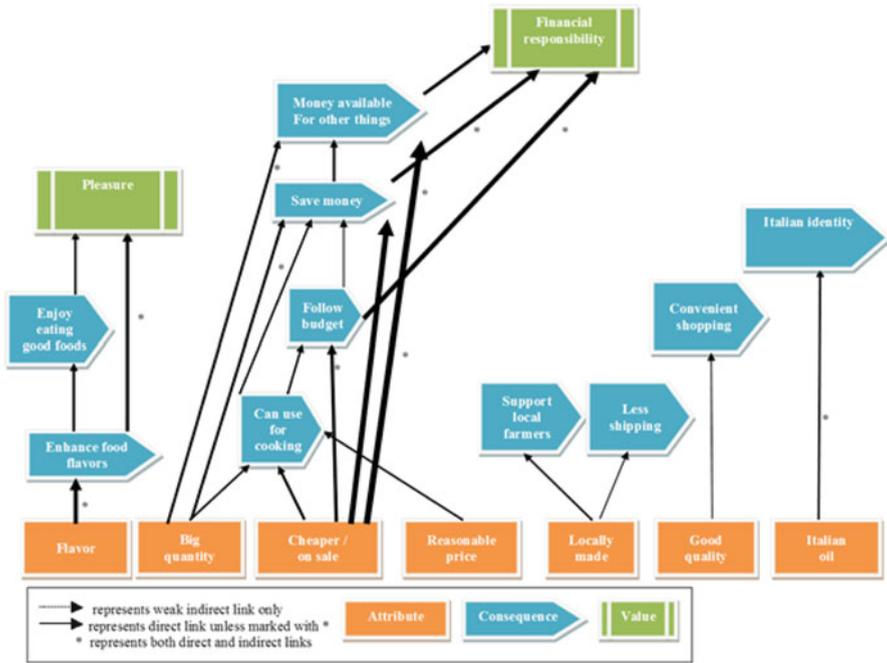 Financial
responsibility
Money available
For other things
Pleasure
Save money
Italian identity
Enjoy
eating
good foods
Follow
budget
Convenient
shopping
Can use
for
cooking
Support
local
farmers
Less
shipping
Enhance food
flavors
Flavor
Big
quantity
Cheaper /
on sale
Reasonable
price
Locally
made
Good
quality
Italian
oil
represents weak indirect link only
represents direct link unless marked with *
* represents both direct and indirect links
Attribute
Consequence
Value